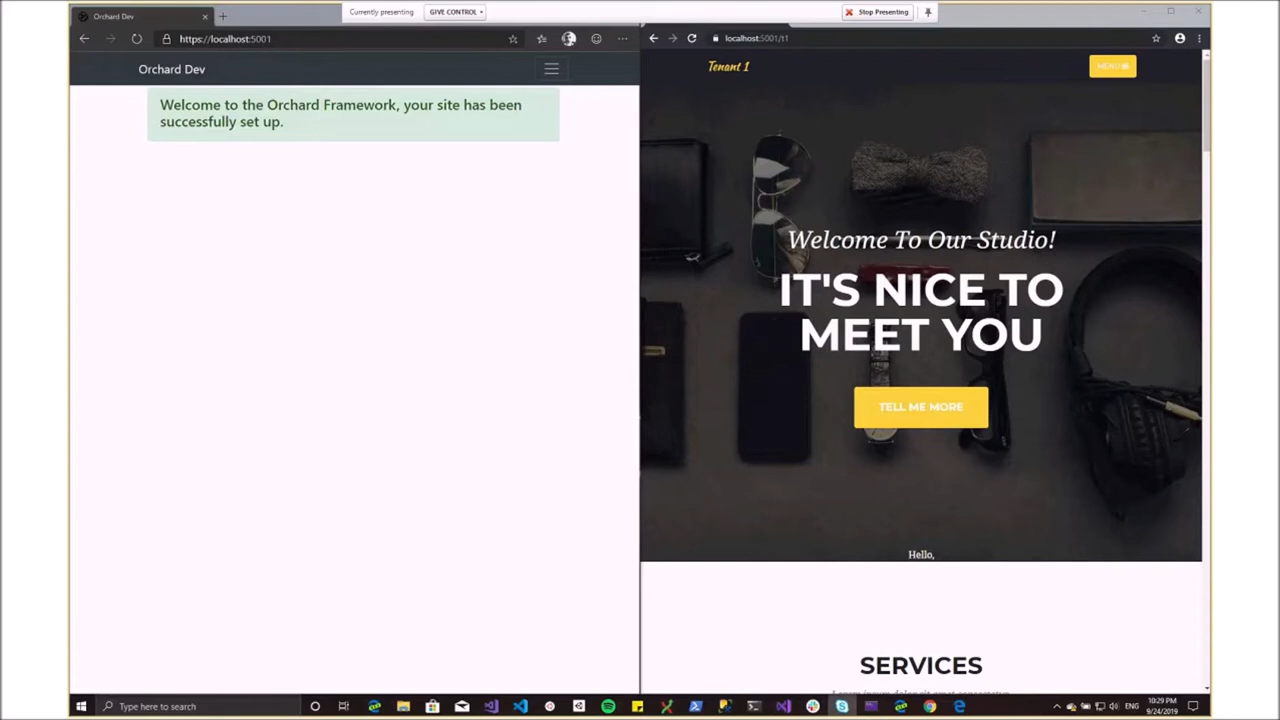 Orchard Dev
Currently presenting
GIVE CONTROL
Stop Presenting
https://localhost:5001
localhost:5001/t1
Orchard Dev
Tenant 1
MENU
Welcome to the Orchard Framework, your site has been
successfully set up.
Welcome To Our Studio!
IT'S NICE TO
MEET YOU
TELL ME MORE
Hello,
SERVICES
Type here to search
ENG
10:29 PM
9/24/2019